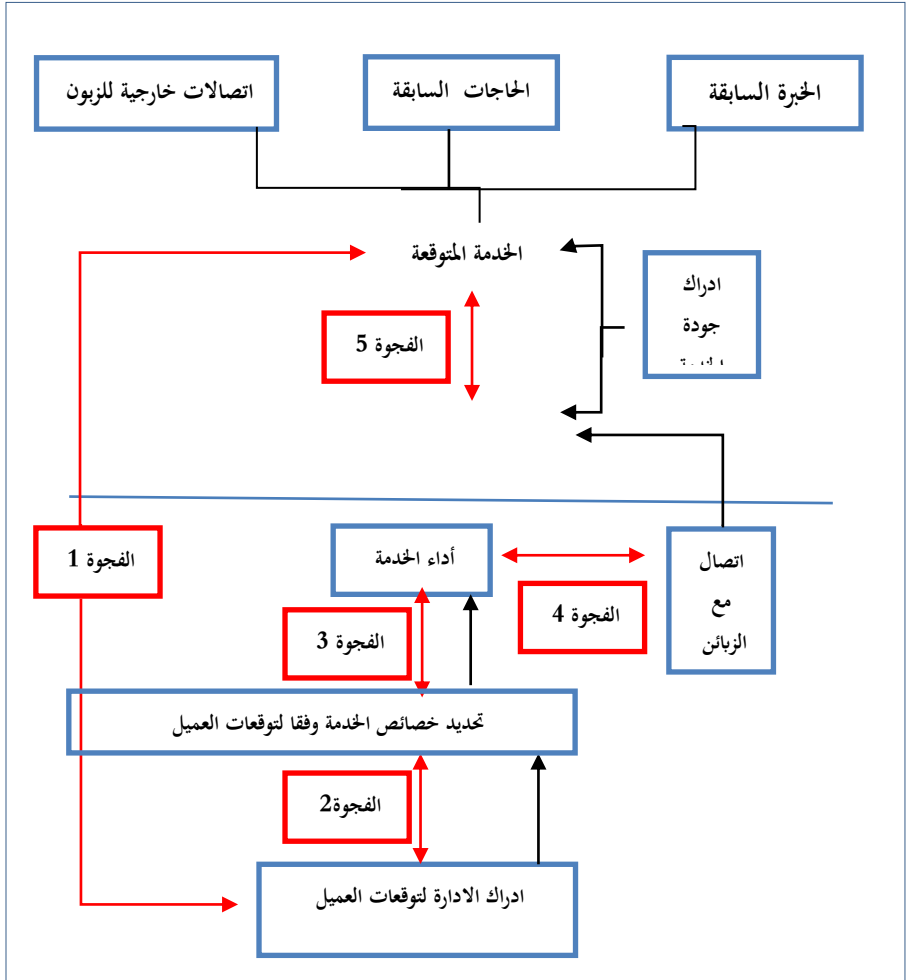 الخبرة السابقة
الحاجات السابقة
اتصالات خارجية للزبون
الخدمة المتوقعة
ادراك
جودة
الفجوة 5
الفجوة 1
أداء الخدمة
اتصال
مع
الزبائن
الفجوة 4
الفجوة 3
تحديد خصائص الخدمة وفقا لتوقعات العميل
الفجوة2
ادراك الادارة لتوقعات العميل